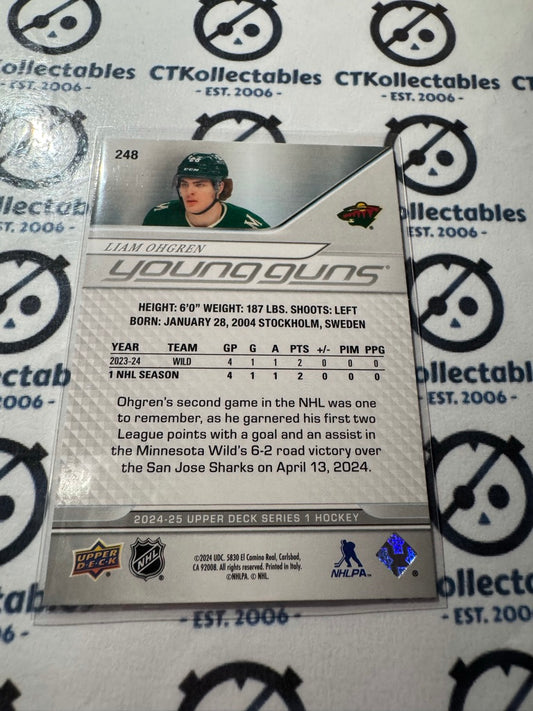 CTKollectables
- EST. 2006 -
CTKollectables
- EST. 2006 -
CTKollectables
- EST. 2006 -
248
LIAM OHGREN
young guns
HEIGHT: 6'0" WEIGHT: 187 LBS. SHOOTS: LEFT
BORN: JANUARY 28, 2004 STOCKHOLM, SWEDEN
YEAR TEAM GP G A PTS +/- PIM PPG
2023-24 WILD 4 1 1 2 0 0 0
1 NHL SEASON 4 1 1 2 0 0 0
Ohgren's second game in the NHL was one
to remember, as he garnered his first two
League points with a goal and an assist in
the Minnesota Wild's 6-2 road victory over
the San Jose Sharks on April 13, 2024.
2024-25 UPPER DECK SERIES 1 HOCKEY
UPPER DECK
NHL
©2024 UDC. 5830 El Camino Real, Carlsbad,
CA 92008. All rights reserved. Printed in Italy.
©NHLPA. © NHL.
NHLPA
- EST. 2006 -
- EST. 2006 -